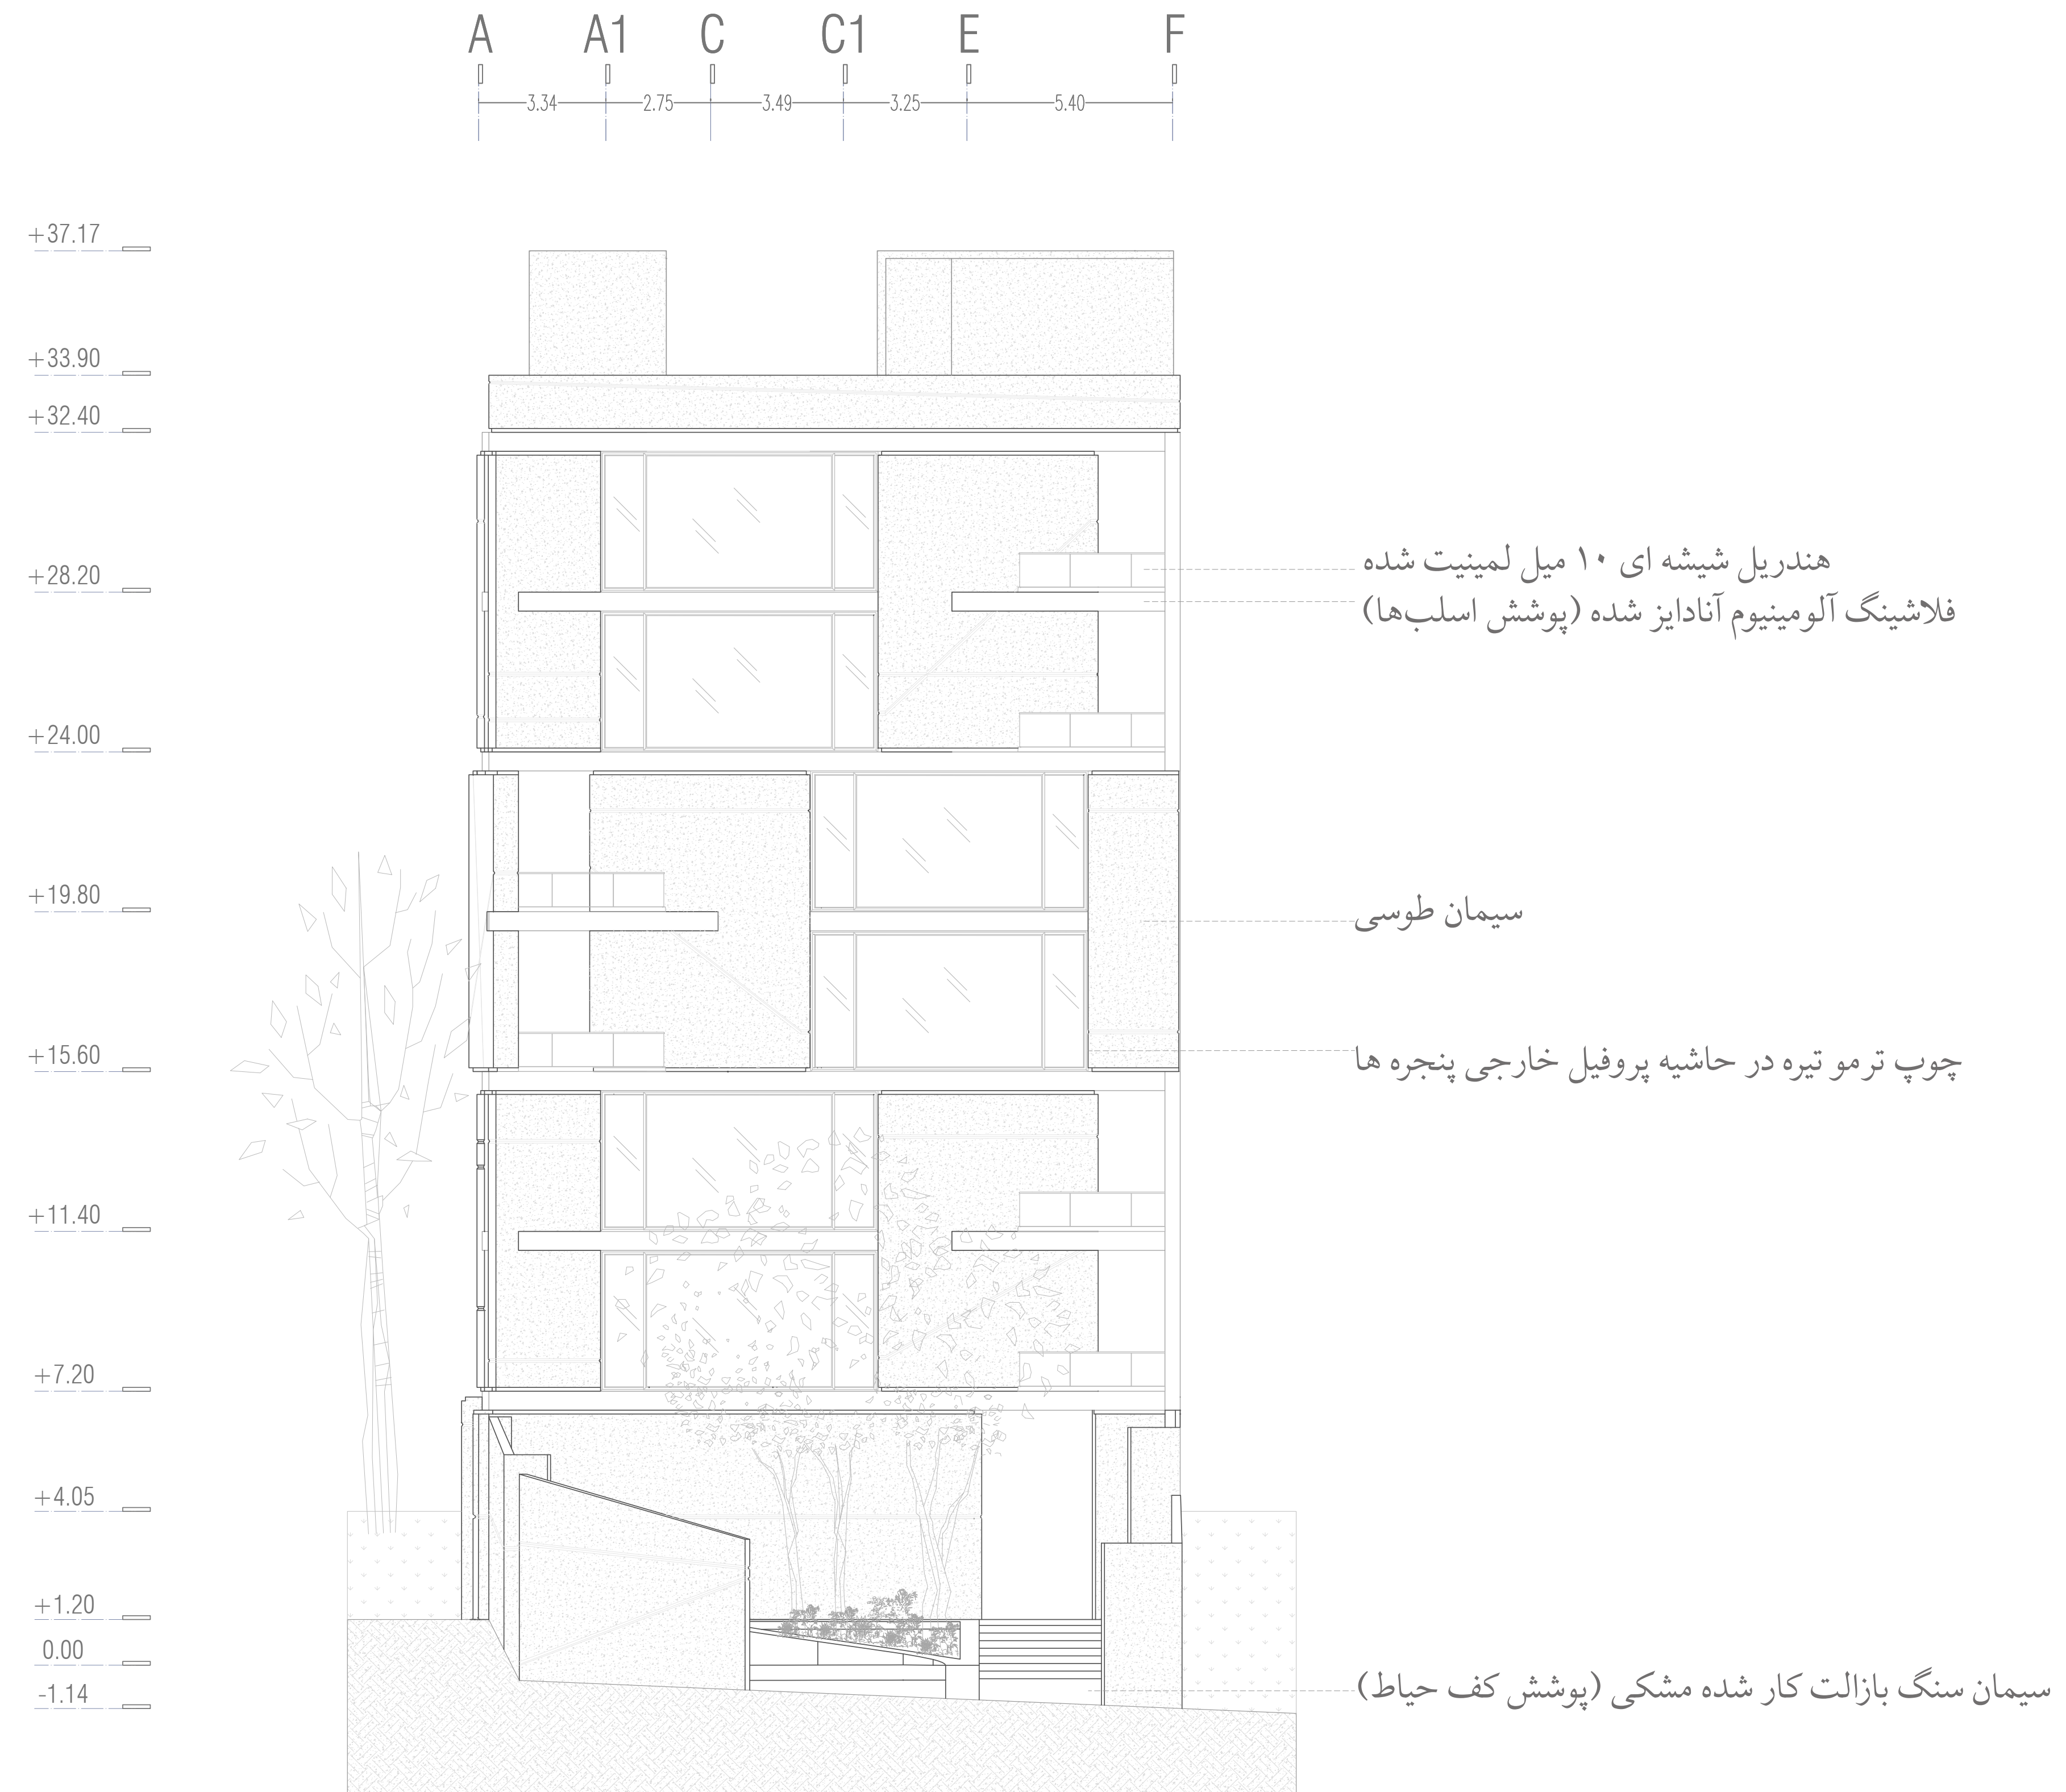 A A1 C C1 E F
3.34 2.75 3.49 3.25 5.40
+37.17
+33.90
+32.40
+28.20
هندریل شیشه ای ۱۰ میل لمینیت شده
فلاشینگ آلومینیوم آنادایز شده (پوشش اسلب‌ها)
+24.00
+19.80
سیمان طوسی
+15.60
چوپ ترمو تیره در حاشیه پروفیل خارجی پنجره ها
+11.40
+7.20
+4.05
+1.20
0.00
-1.14
سیمان سنگ بازالت کار شده مشکی (پوشش کف حیاط)